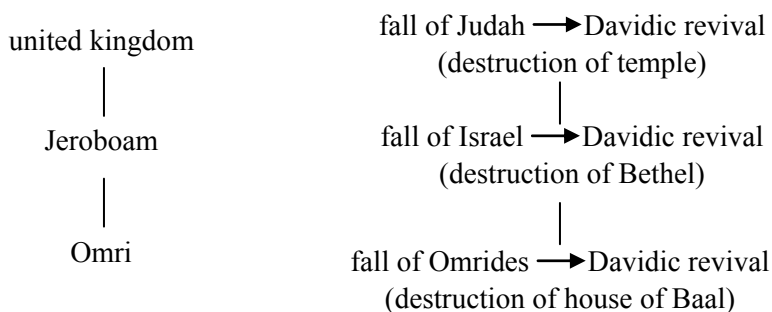 united kingdom
Jeroboam
Omri
fall of Judah → Davidic revival
(destruction of temple)
fall of Israel → Davidic revival
(destruction of Bethel)
fall of Omrides → Davidic revival
(destruction of house of Baal)